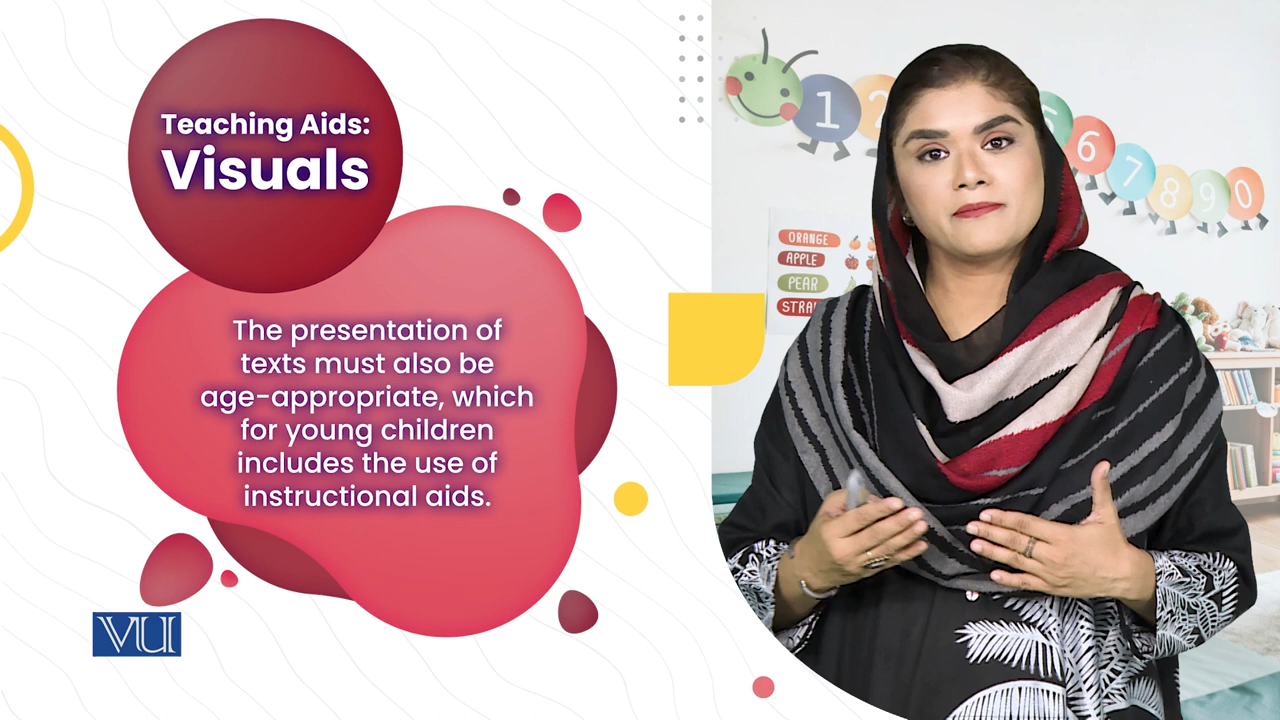 Teaching Aids:
Visuals
The presentation of
texts must also be
age-appropriate, which
for young children
includes the use of
instructional aids.
VU
1
2
6
7
8
9
0
ORANGE
APPLE
PEAR